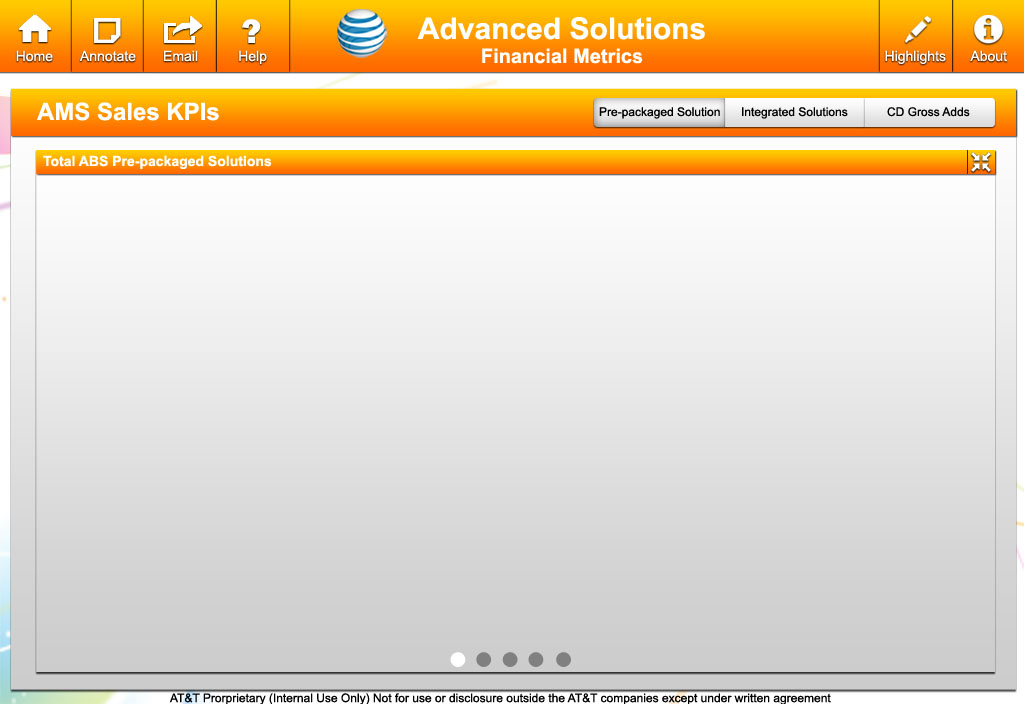 Home
Annotate
Email
Help
Advanced Solutions
Financial Metrics
Highlights
About
AMS Sales KPIs
Pre-packaged Solution
Integrated Solutions
CD Gross Adds
Total ABS Pre-packaged Solutions
AT&T Prorprietary (Internal Use Only) Not for use or disclosure outside the AT&T companies except under written agreement